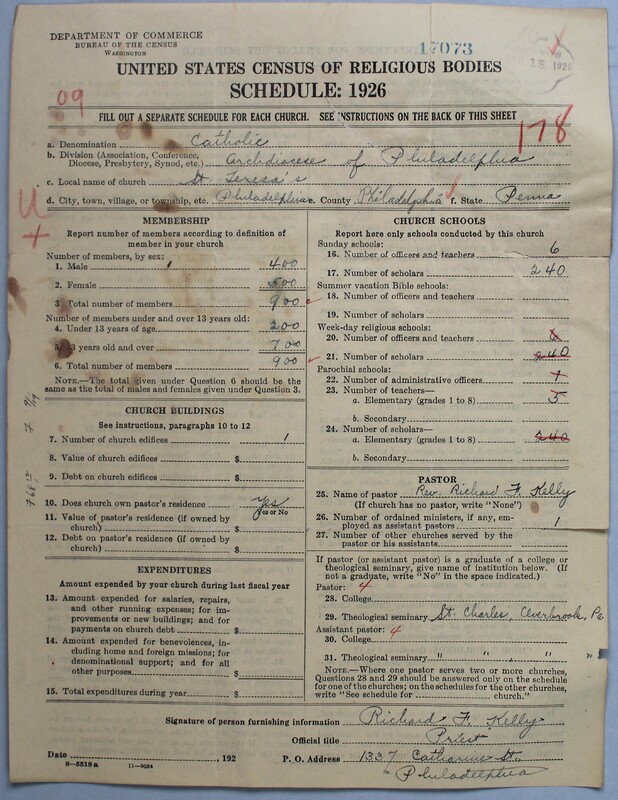 DEPARTMENT OF COMMERCE
BUREAU OF THE CENSUS
WASHINGTON
17073
1926
UNITED STATES CENSUS OF RELIGIOUS BODIES
SCHEDULE: 1926
09
FILL OUT A SEPARATE SCHEDULE FOR EACH CHURCH. SEE INSTRUCTIONS ON THE BACK OF THIS SHEET
178
a. Denomination Catholic
b. Division (Association, Conference, Diocese, Presbytery, Synod, etc.) Archdiocese of Philadelphia
c. Local name of church St Teresa's
d. City, town, village, or township, etc. Philadelphia e. County Philadelphia f. State Penna
U
MEMBERSHIP
Report number of members according to definition of
member in your church
Number of members, by sex:
1. Male 400
2. Female 500
3. Total number of members 900
Number of members under and over 13 years old:
4. Under 13 years of age 200
5. 13 years and over 700
6. Total number of members 900
NOTE.—The total given under Question 6 should be
the same as the total of males and females given under Question 3.
CHURCH BUILDINGS
See instructions, paragraphs 10 to 12
7. Number of church edifices 1
8. Value of church edifices $
9. Debt on church edifices $
10. Does church own pastor's residence Yes
Yes or No
11. Value of pastor's residence (if owned by
church) $
12. Debt on pastor's residence (if owned by
church) $
EXPENDITURES
Amount expended by your church during last fiscal year
13. Amount expended for salaries, repairs,
and other running expenses; for im-
provements or new buildings; and for
payments on church debt $
14. Amount expended for benevolences, in-
cluding home and foreign missions; for
denominational support; and for all
other purposes $
15. Total expenditures during year $
CHURCH SCHOOLS
Report here only schools conducted by this church
Sunday schools:
16. Number of officers and teachers 6
17. Number of scholars 240
Summer vacation Bible schools:
18. Number of officers and teachers
19. Number of scholars
Week-day religious schools:
20. Number of officers and teachers 6
21. Number of scholars 240
Parochial schools:
22. Number of administrative officers 1
23. Number of teachers—
a. Elementary (grades 1 to 8) 5
b. Secondary
24. Number of scholars—
a. Elementary (grades 1 to 8) 240
b. Secondary
PASTOR
25. Name of pastor Rev. Richard F. Kelly
(If church has no pastor, write "None")
26. Number of ordained ministers, if any, em-
ployed as assistant pastors 1
27. Number of other churches served by the
pastor or his assistants
If pastor (or assistant pastor) is a graduate of a college or
theological seminary, give name of institution below. (If
not a graduate, write "No" in the space indicated.)
Pastor: 4
28. College
29. Theological seminary St. Charles, Overbrook, Pa
Assistant pastor: 4
30. College
31. Theological seminary " " , " "
NOTE.—Where one pastor serves two or more churches,
Questions 28 and 29 should be answered only on the schedule
for one of the churches; on the schedules for the other churches,
write "See schedule for church."
Signature of person furnishing information Richard F. Kelly
Official title Priest
Date , 192 P. O. Address 1337 Catharine St.
Philadelphia
8-5318a 11-9034